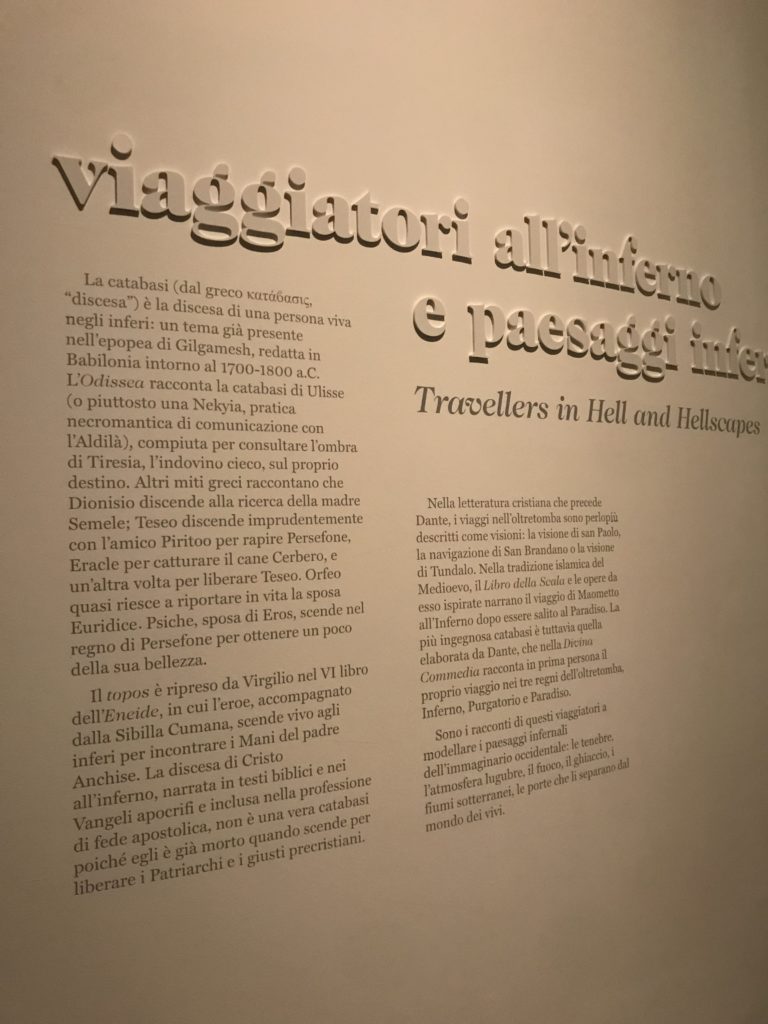 viaggiatori all'inferno
e paesaggi infer
Travellers in Hell and Hellscapes
La catabasi (dal greco κατάβασις,
"discesa") è la discesa di una persona viva
negli inferi: un tema già presente
nell'epopea di Gilgamesh, redatta in
Babilonia intorno al 1700-1800 a.C.
L'Odissea racconta la catabasi di Ulisse
(o piuttosto una Nekyia, pratica
necromantica di comunicazione con
l'Aldilà), compiuta per consultare l'ombra
di Tiresia, l'indovino cieco, sul proprio
destino. Altri miti greci raccontano che
Dionisio discende alla ricerca della madre
Semele; Teseo discende imprudentemente
con l'amico Piritoo per rapire Persefone,
Eracle per catturare il cane Cerbero, e
un'altra volta per liberare Teseo. Orfeo
quasi riesce a riportare in vita la sposa
Euridice. Psiche, sposa di Eros, scende nel
regno di Persefone per ottenere un poco
della sua bellezza.
Il topos è ripreso da Virgilio nel VI libro
dell'Eneide, in cui l'eroe, accompagnato
dalla Sibilla Cumana, scende vivo agli
inferi per incontrare i Mani del padre
Anchise. La discesa di Cristo
all'inferno, narrata in testi biblici e nei
Vangeli apocrifi e inclusa nella professione
di fede apostolica, non è una vera catabasi
poiché egli è già morto quando scende per
liberare i Patriarchi e i giusti precristiani.
Nella letteratura cristiana che precede
Dante, i viaggi nell'oltretomba sono perlopiù
descritti come visioni: la visione di san Paolo,
la navigazione di San Brandano o la visione
di Tundalo. Nella tradizione islamica del
Medioevo, il Libro della Scala e le opere da
esso ispirate narrano il viaggio di Maometto
all'Inferno dopo essere salito al Paradiso. La
più ingegnosa catabasi è tuttavia quella
elaborata da Dante, che nella Divina
Commedia racconta in prima persona il
proprio viaggio nei tre regni dell'oltretomba,
Inferno, Purgatorio e Paradiso.
Sono i racconti di questi viaggiatori a
modellare i paesaggi infernali
dell'immaginario occidentale: le tenebre,
l'atmosfera lugubre, il fuoco, il ghiaccio, i
fiumi sotterranei, le porte che li separano dal
mondo dei vivi.